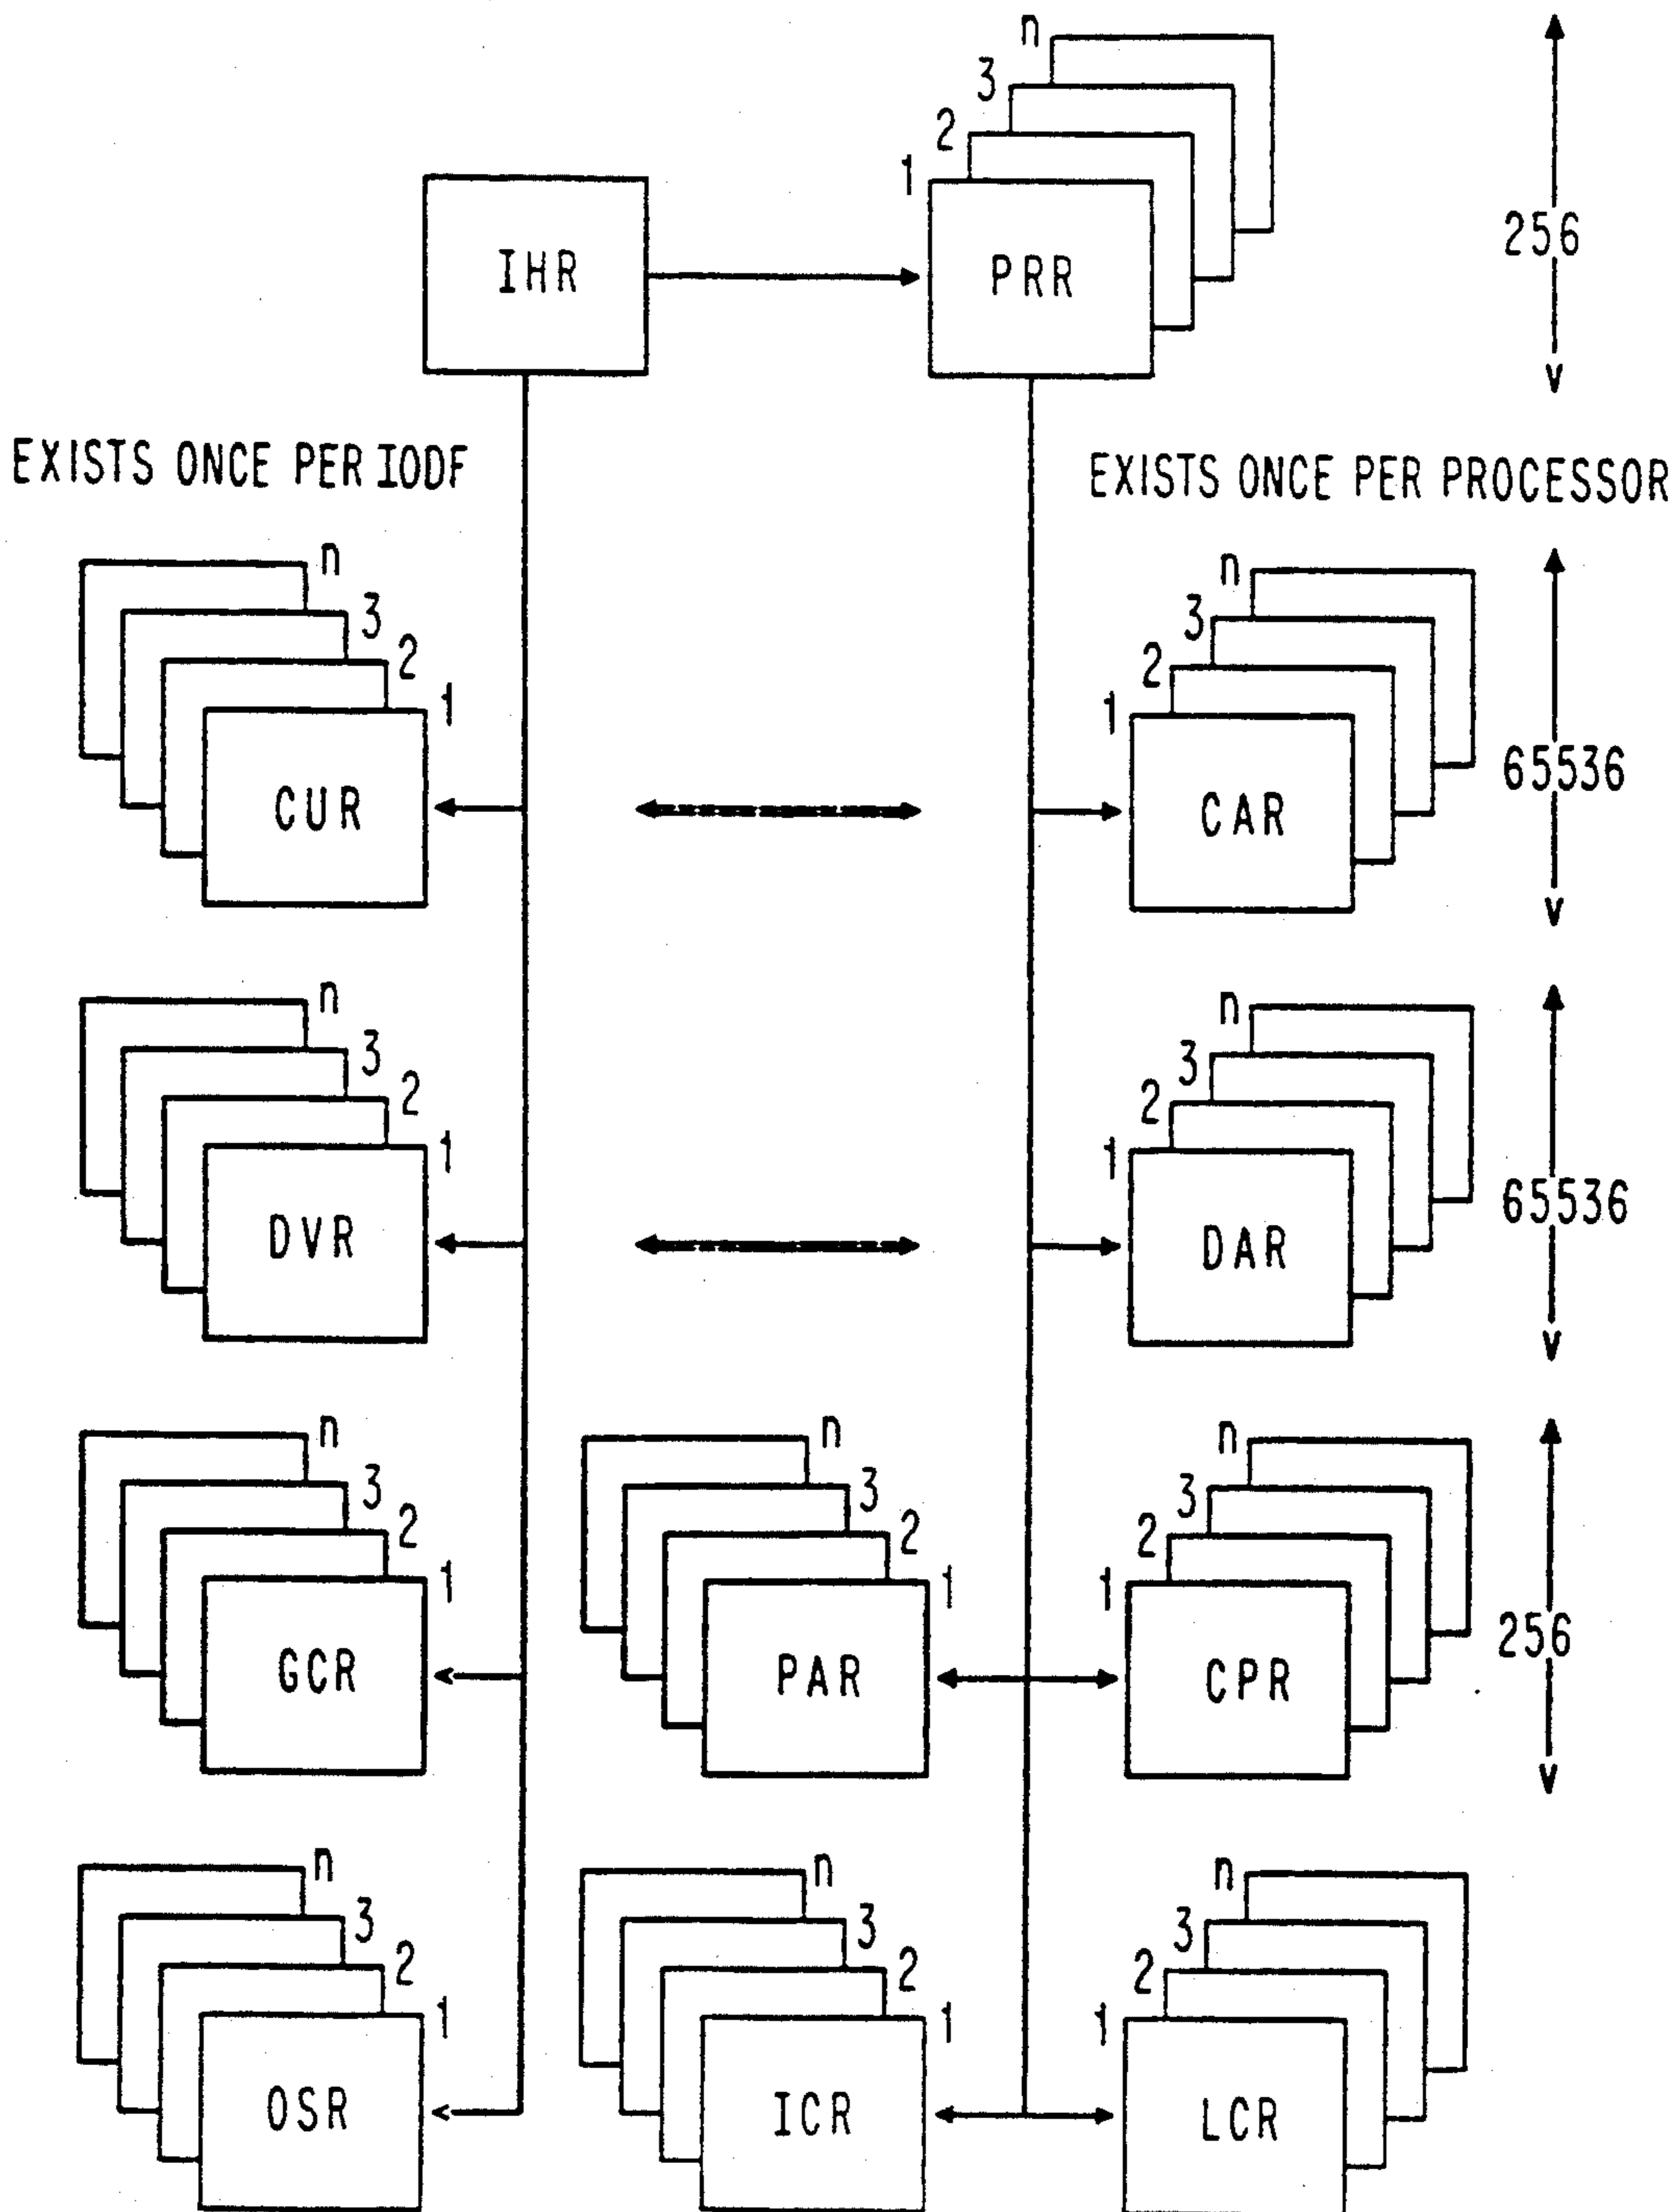 n
3
2
1
256
IHR
PRR
EXISTS ONCE PER IODF
EXISTS ONCE PER PROCESSOR
n
3
2
1
CUR
n
3
2
1
CAR
65536
n
3
2
1
DVR
n
3
2
1
DAR
65536
n
3
2
1
GCR
n
3
2
1
PAR
n
3
2
1
CPR
256
n
3
2
1
OSR
n
3
2
1
ICR
n
3
2
1
LCR